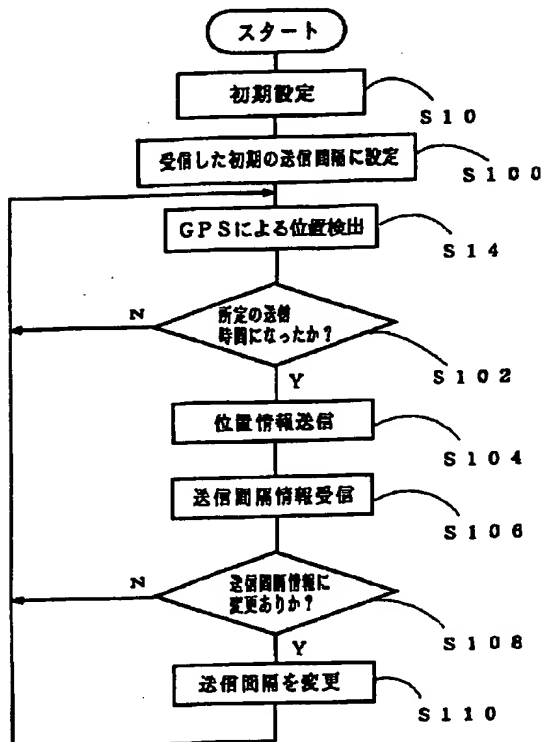 スタート
初期設定
S10
受信した初期の送信間隔に設定
S100
GPSによる位置検出
S14
所定の送信
時間になったか?
N
S102
Y
位置情報送信
S104
送信間隔情報受信
S106
送信間隔情報に
変更ありか?
N
S108
Y
送信間隔を変更
S110